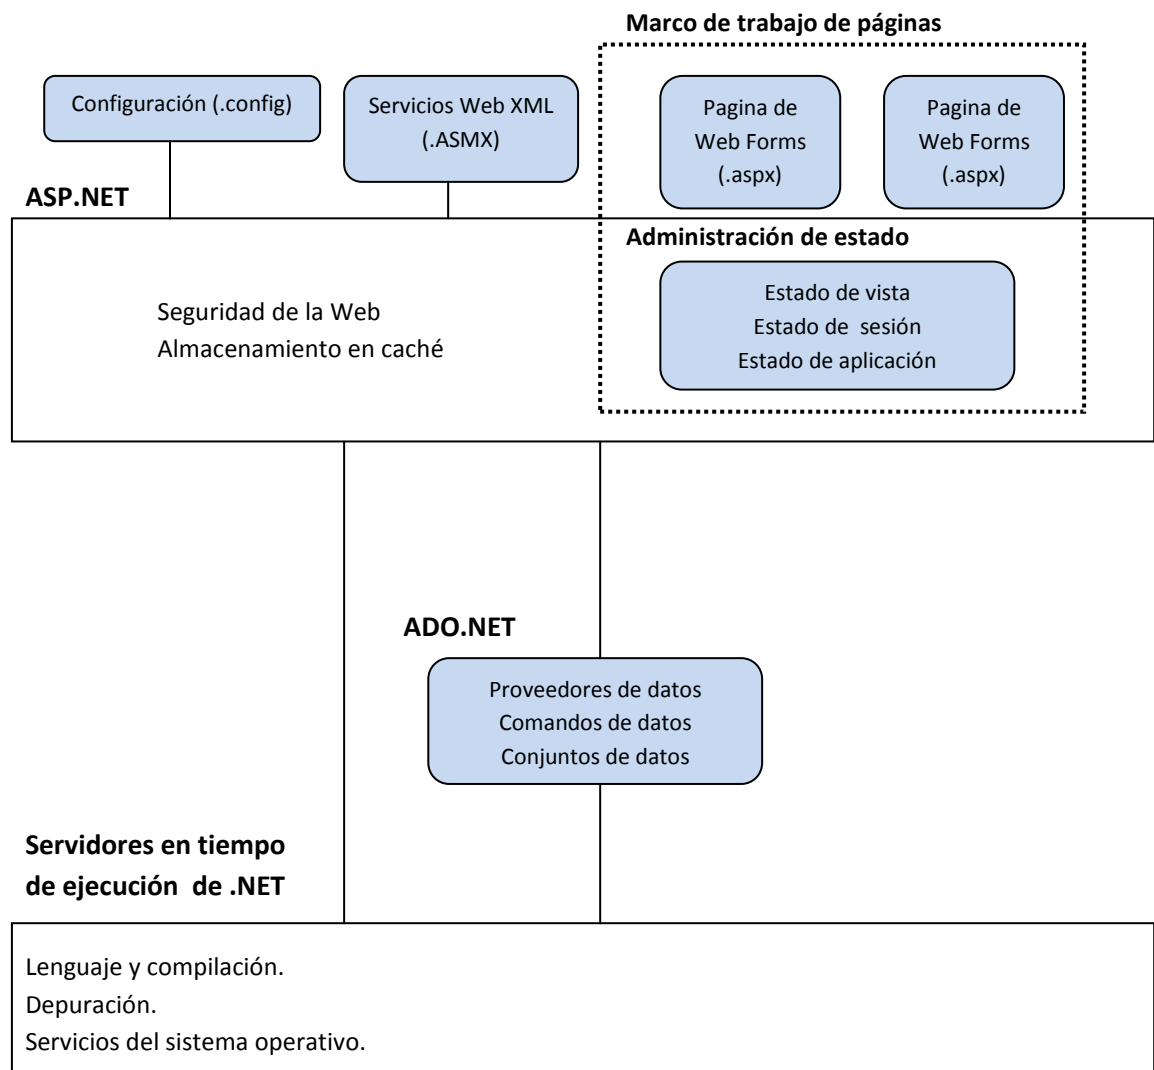 Marco de trabajo de páginas
Configuración (.config)
Servicios Web XML
(.ASMX)
Pagina de
Web Forms
(.aspx)
Pagina de
Web Forms
(.aspx)
ASP.NET
Administración de estado
Seguridad de la Web
Almacenamiento en caché
Estado de vista
Estado de  sesión
Estado de aplicación
ADO.NET
Proveedores de datos
Comandos de datos
Conjuntos de datos
Servidores en tiempo
de ejecución  de .NET
Lenguaje y compilación.
Depuración.
Servicios del sistema operativo.